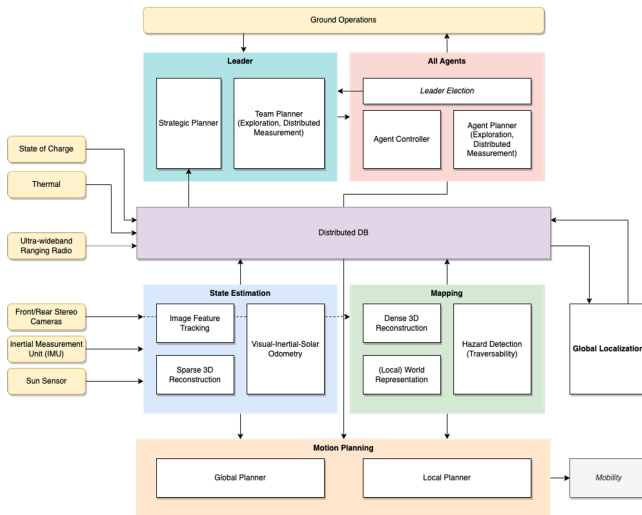 Ground Operations
Leader
All Agents
Leader Election
Strategic Planner
Team Planner
(Exploration, Distributed
Measurement)
Agent Controller
Agent Planner
(Exploration,
Distributed
Measurement)
State of Charge
Thermal
Ultra-wideband
Ranging Radio
Distributed DB
State Estimation
Mapping
Front/Rear Stereo
Cameras
Image Feature
Tracking
Visual-Inertial-Solar
Odometry
Dense 3D
Reconstruction
Hazard Detection
(Traversability)
Global Localization
Inertial Measurement
Unit (IMU)
Sun Sensor
Sparse 3D
Reconstruction
(Local) World
Representation
Motion Planning
Global Planner
Local Planner
Mobility